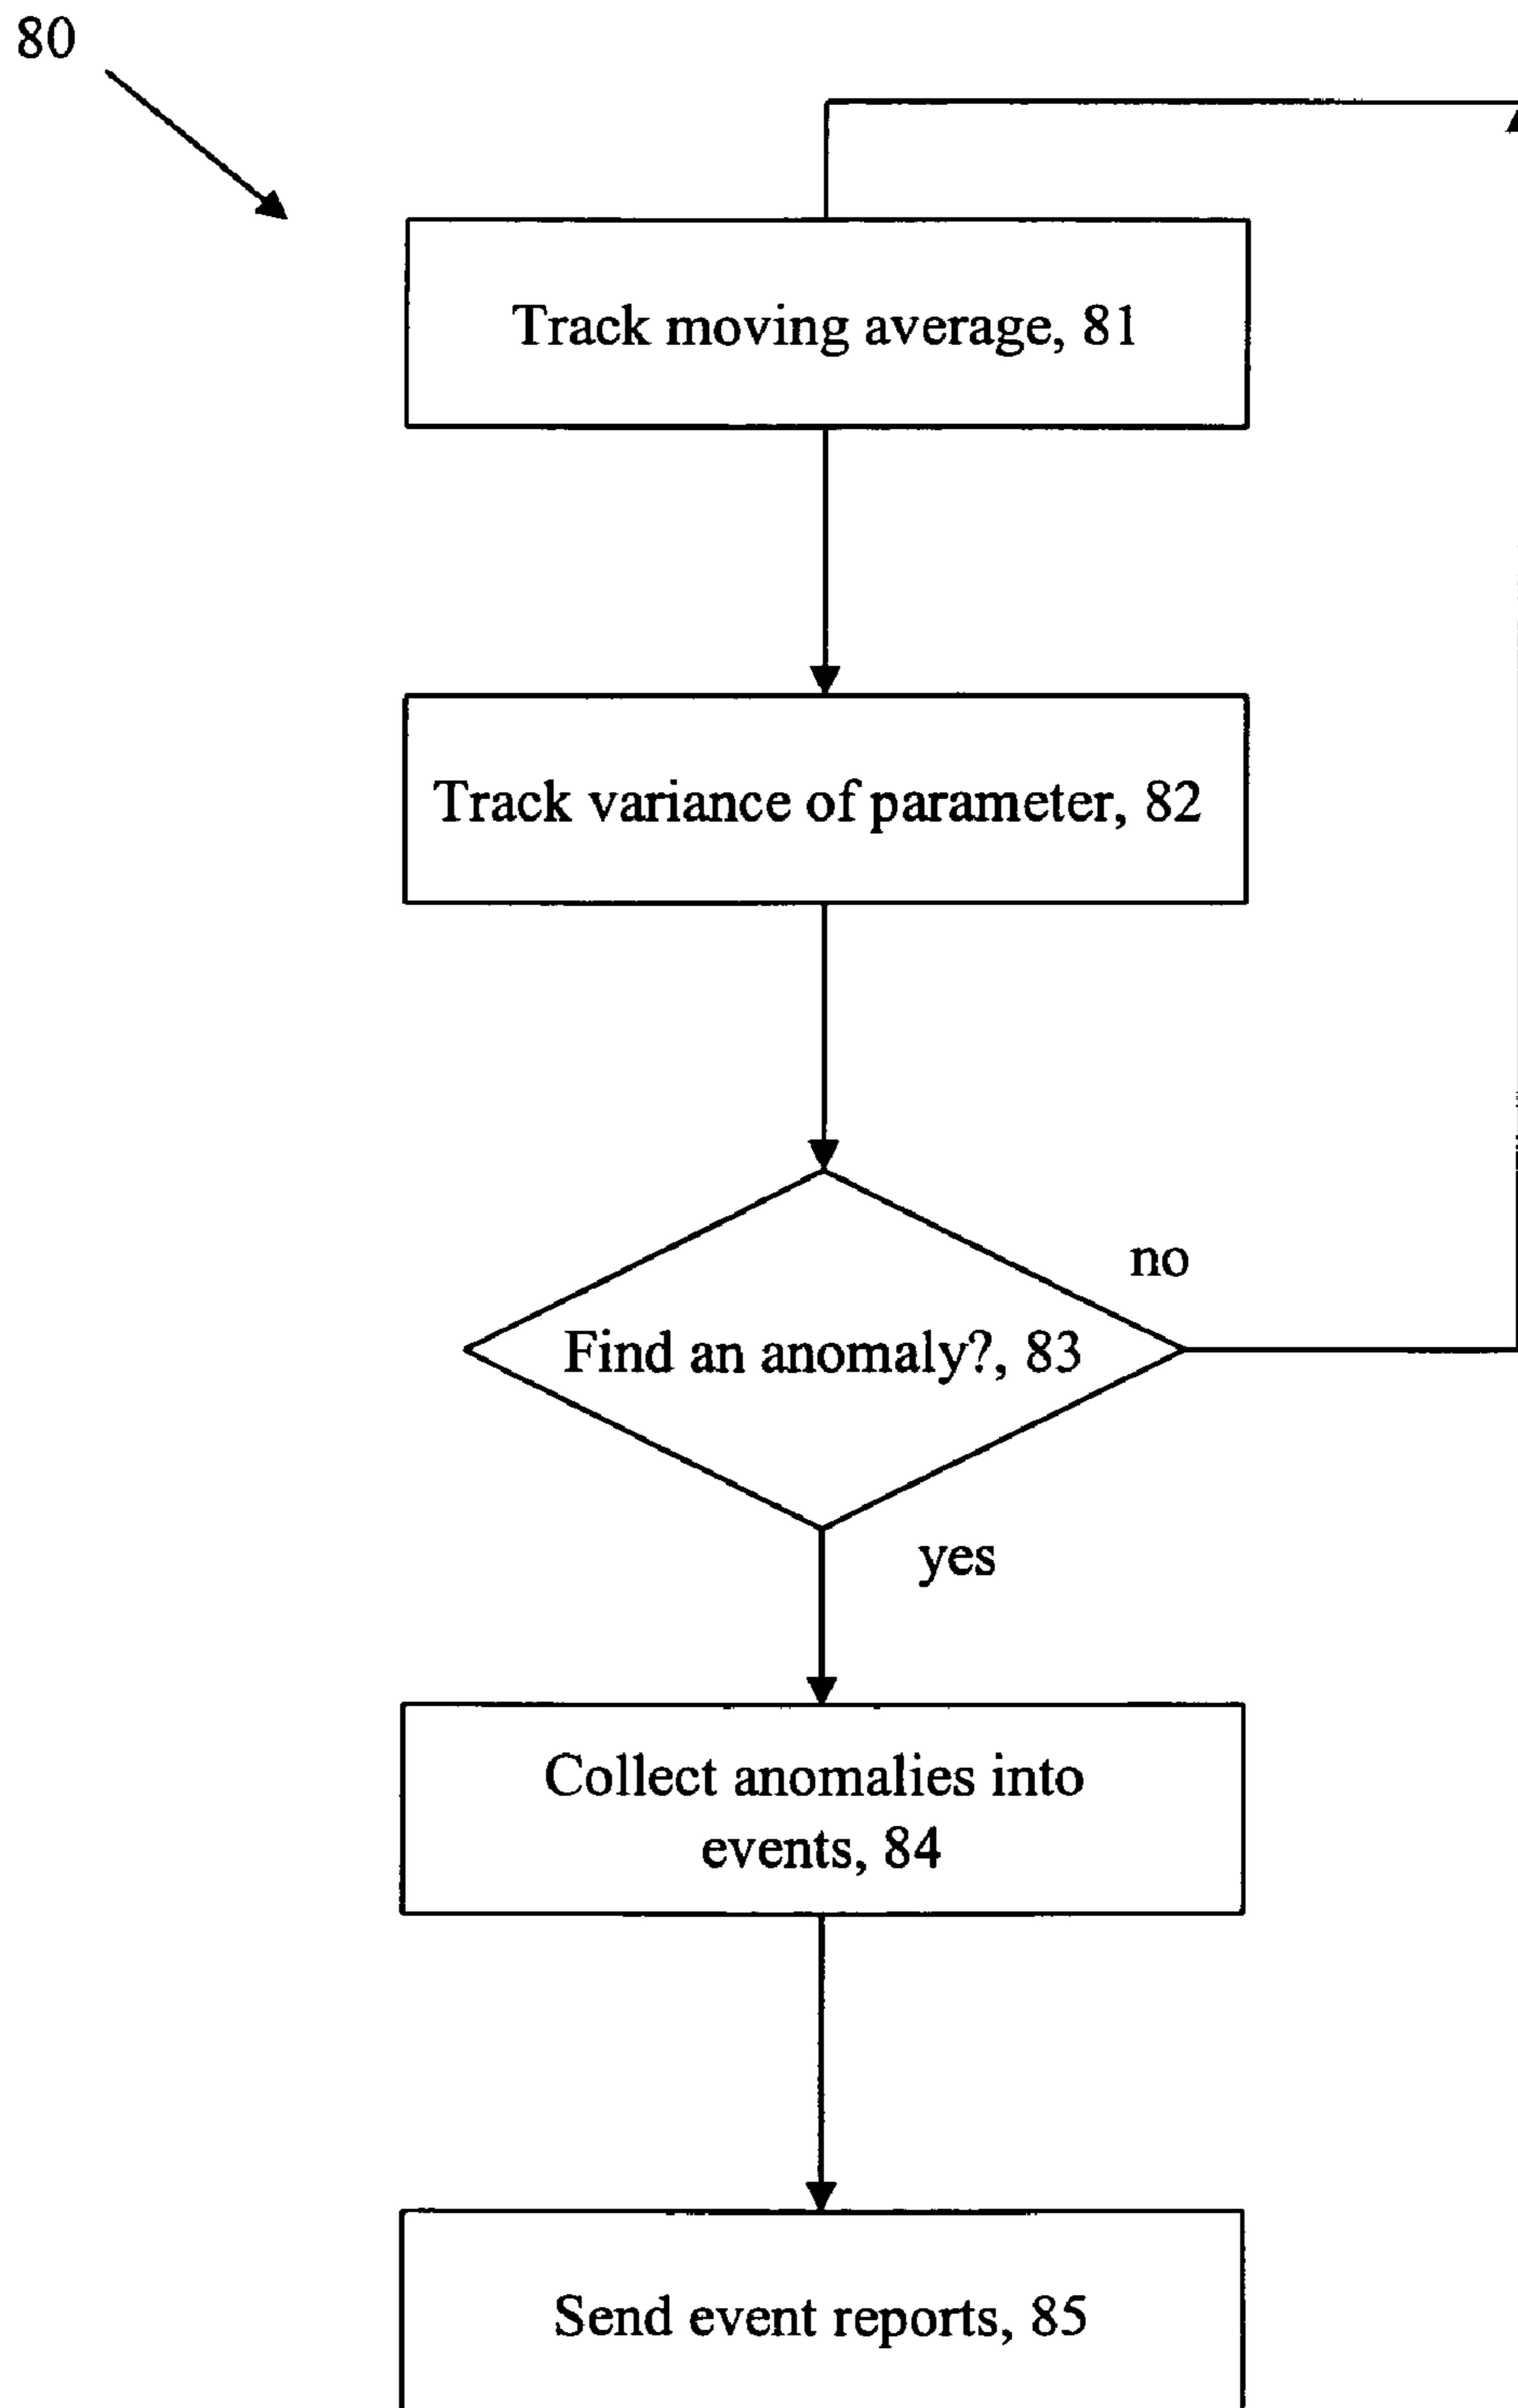 80
Track moving average, 81
Track variance of parameter, 82
no
Find an anomaly?, 83
yes
Collect anomalies into
events, 84
Send event reports, 85